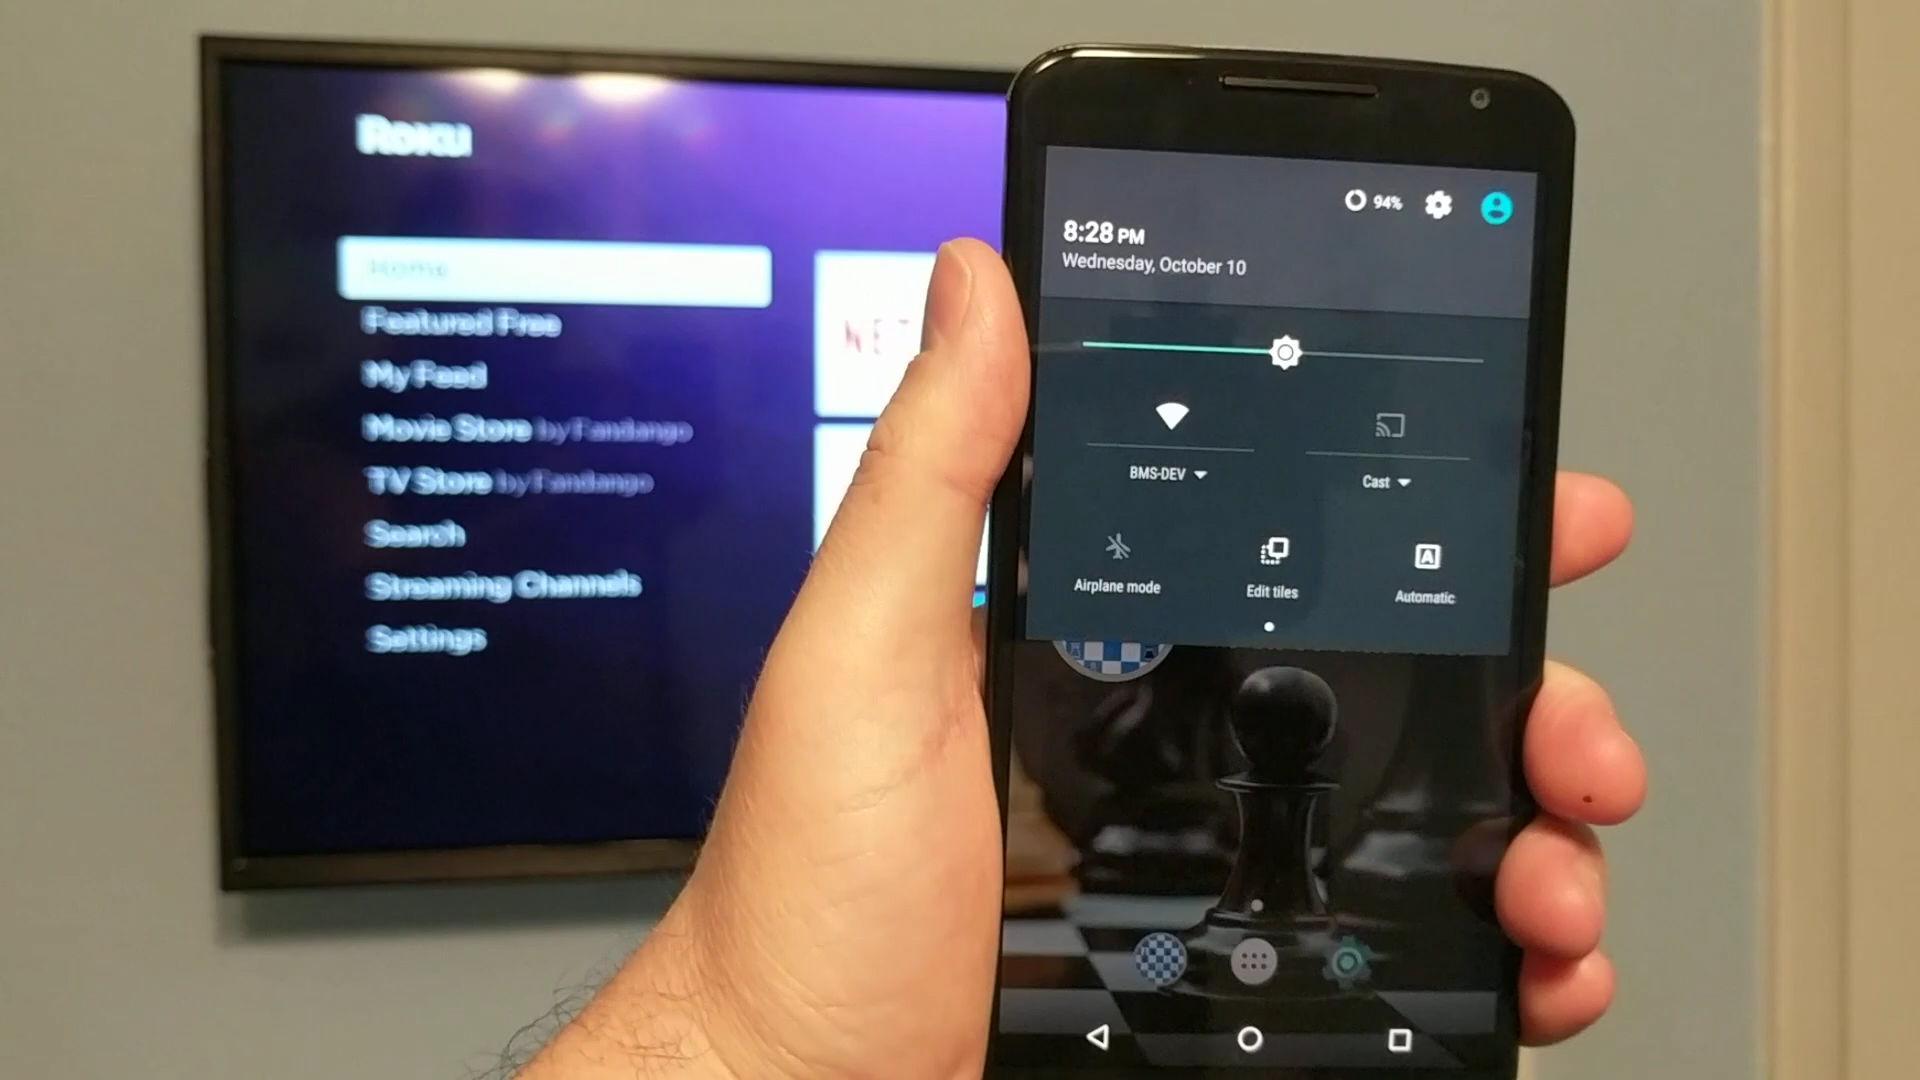 Roku
Home
Featured Free
My Feed
Movie Store by Fandango
TV Store by Fandango
Search
Streaming Channels
Settings
NET
94%
8:28 PM
Wednesday, October 10
BMS-DEV
Cast
Airplane mode
Edit tiles
A
Automatic